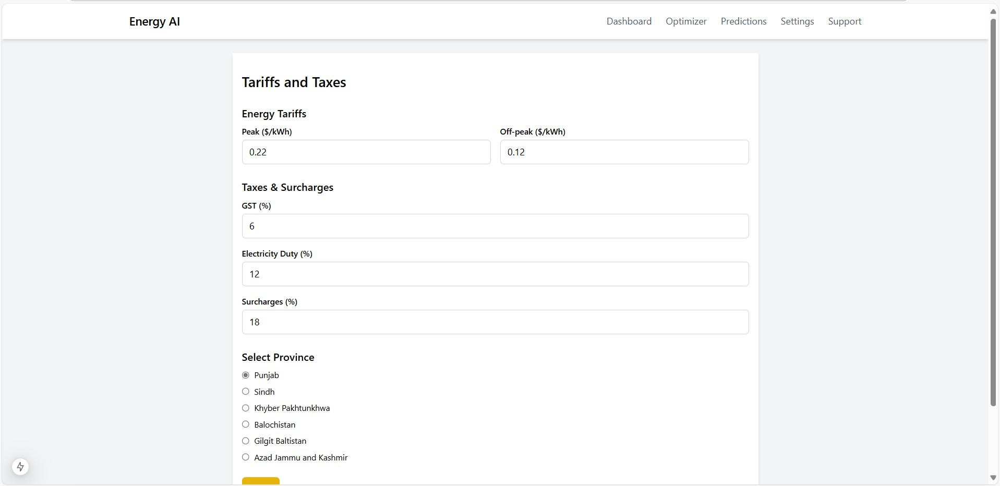 Energy AI
Dashboard Optimizer Predictions Settings Support
Tariffs and Taxes
Energy Tariffs
Peak ($/kWh) Off-peak ($/kWh)
0.22 0.12
Taxes & Surcharges
GST (%)
6
Electricity Duty (%)
12
Surcharges (%)
18
Select Province
Punjab
Sindh
Khyber Pakhtunkhwa
Balochistan
Gilgit Baltistan
Azad Jammu and Kashmir